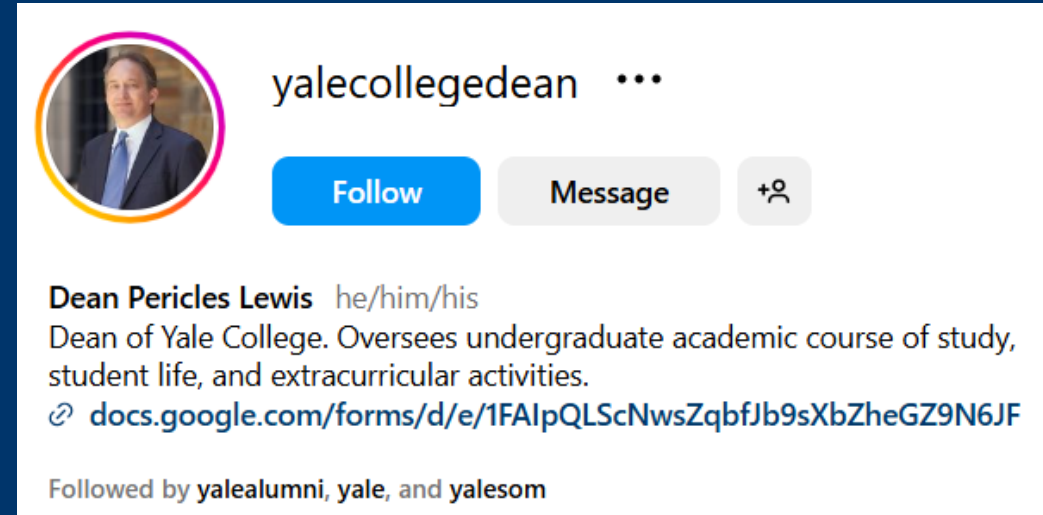 yalecollegedean
Follow
Message
Dean Pericles Lewis he/him/his
Dean of Yale College. Oversees undergraduate academic course of study,
student life, and extracurricular activities.
docs.google.com/forms/d/e/1FAIpQLScNwsZqbfJb9sXbZheGZ9N6JF
Followed by yalealumni, yale, and yalesom